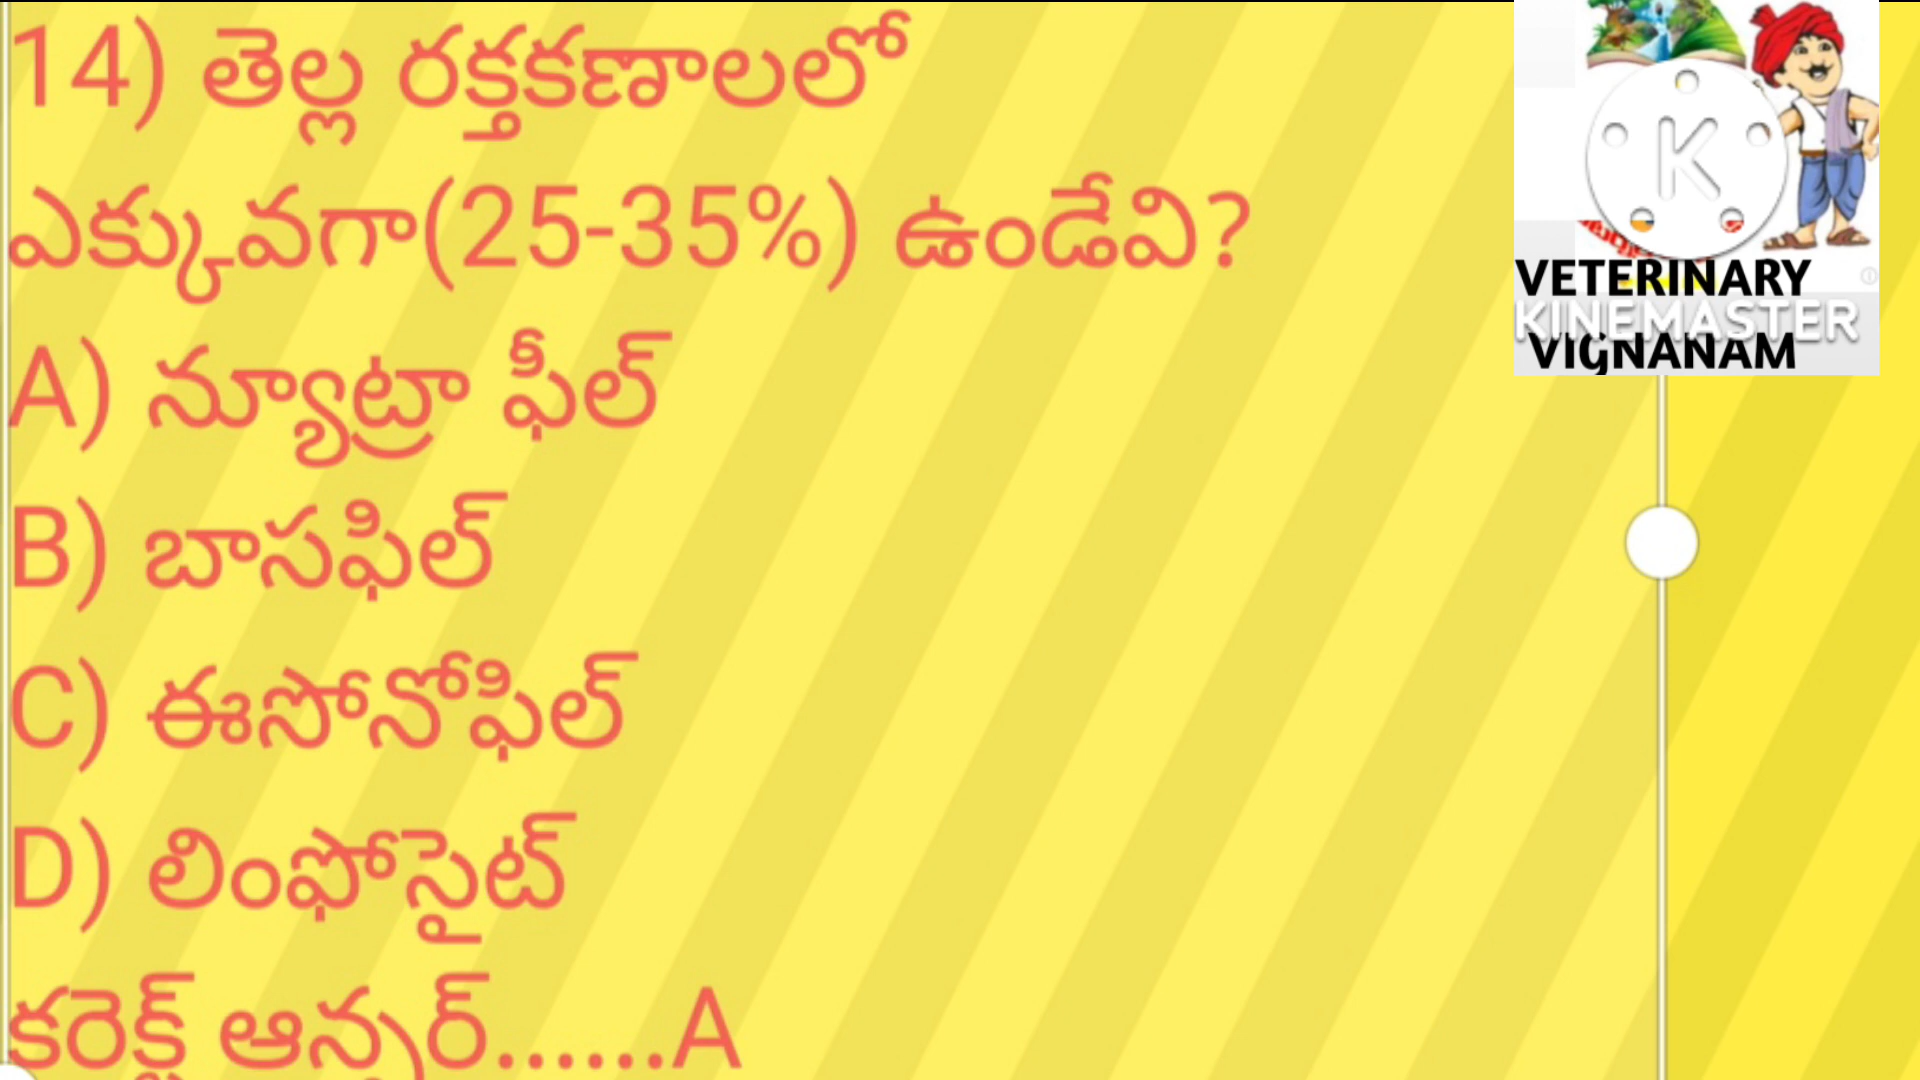 14) తెల్ల రక్తకణాలలో
ఎక్కువగా(25-35%) ఉండేవి?
A) న్యూట్రా ఫీల్
B) బాసఫిల్
C) ఈసోనోఫిల్
D) లింఫోసైట్
కరెక్ట్ ఆన్సర్......A
VETERINARY
KINEMASTER
VIGNANAM